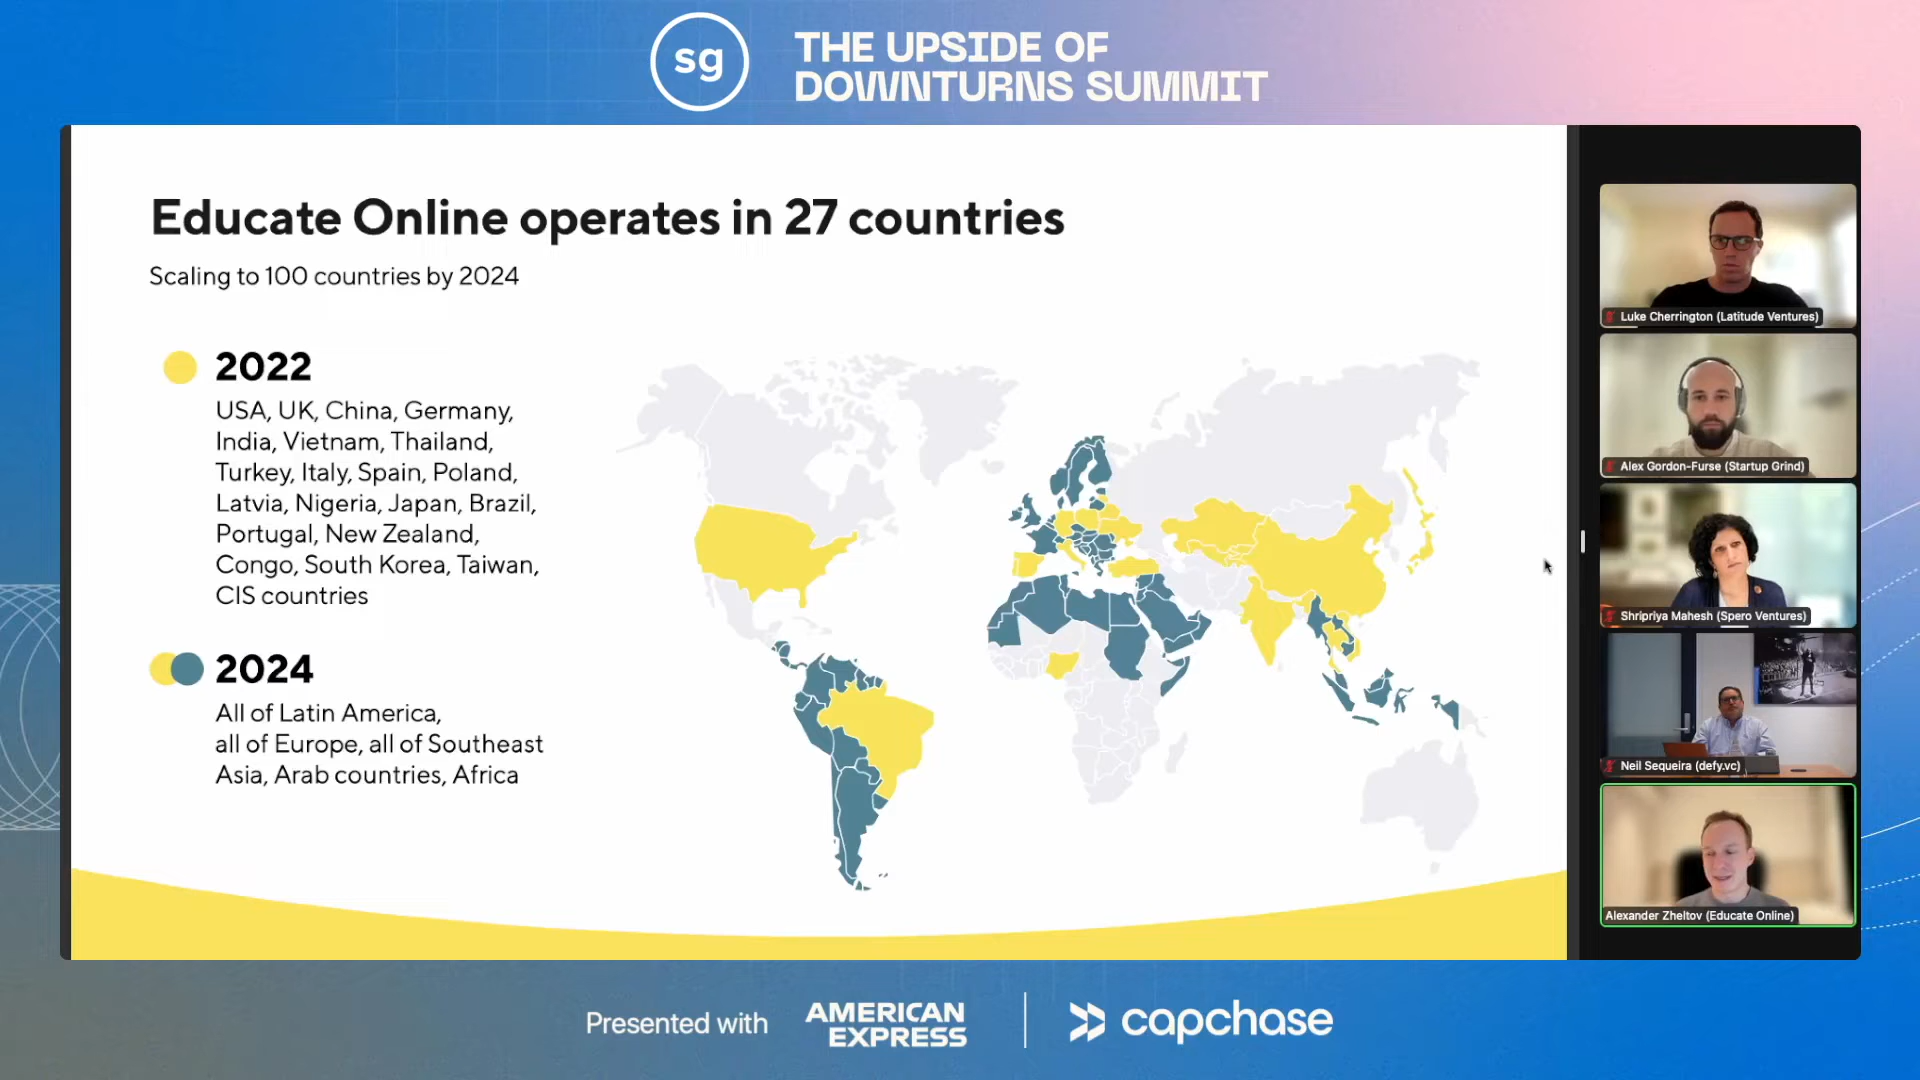 sg
THE UPSIDE OF
DOWNTURNS SUMMIT
Educate Online operates in 27 countries
Scaling to 100 countries by 2024
2022
USA, UK, China, Germany,
India, Vietnam, Thailand,
Turkey, Italy, Spain, Poland,
Latvia, Nigeria, Japan, Brazil,
Portugal, New Zealand,
Congo, South Korea, Taiwan,
CIS countries
2024
All of Latin America,
all of Europe, all of Southeast
Asia, Arab countries, Africa
Luke Cherrington (Latitude Ventures)
Alex Gordon-Furse (Startup Grind)
Shripriya Mahesh (Spero Ventures)
Neil Sequeira (defy.vc)
Alexander Zheltov (Educate Online)
Presented with
AMERICAN
EXPRESS
capchase